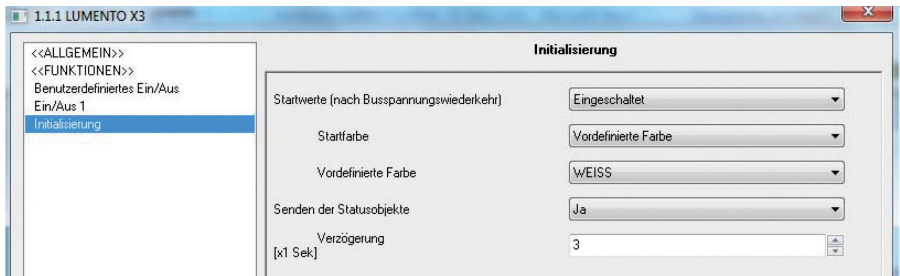 1.1.1 LUMENTO X3
<<ALLGEMEIN>>
<<FUNKTIONEN>>
Benutzerdefiniertes Ein/Aus
Ein/Aus 1
Initialisierung
Initialisierung
Startwerte (nach Busspannungswiederkehr)
Eingeschaltet
Startfarbe
Vordefinierte Farbe
Vordefinierte Farbe
WEISS
Senden der Statusobjekte
Ja
Verzögerung
[x1 Sek]
3